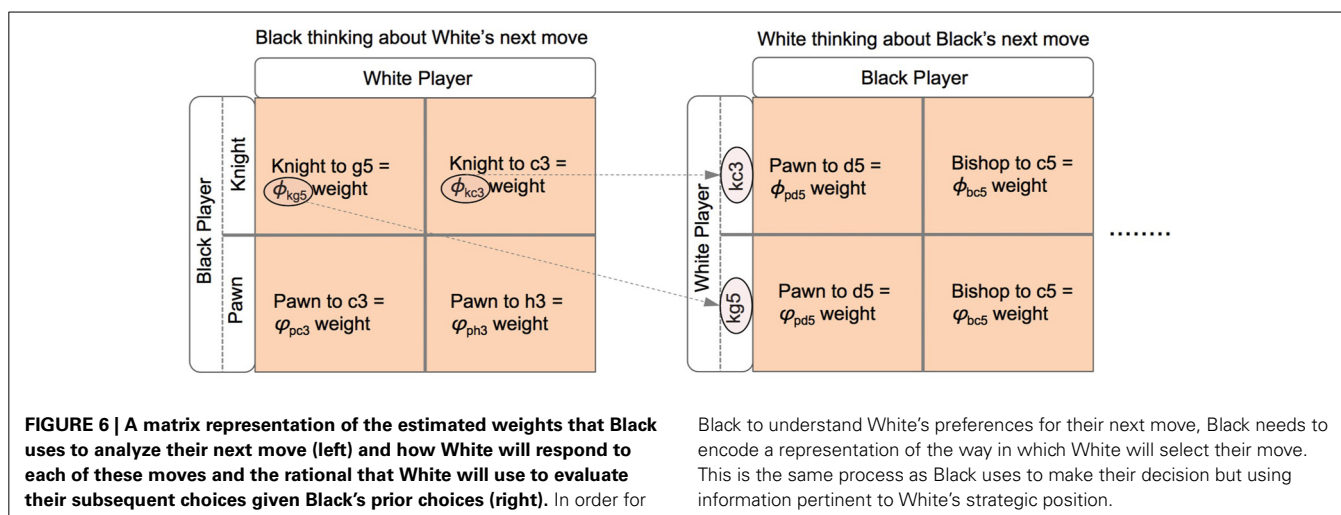 Black thinking about White's next move
White Player
Black Player
Knight
Pawn
Knight to g5 =
ϕkg5 weight
Knight to c3 =
ϕkc3 weight
Pawn to c3 =
φpc3 weight
Pawn to h3 =
φph3 weight
White thinking about Black's next move
Black Player
White Player
kc3
kg5
Pawn to d5 =
ϕpd5 weight
Bishop to c5 =
ϕbc5 weight
Pawn to d5 =
φpd5 weight
Bishop to c5 =
φbc5 weight
........
FIGURE 6 | A matrix representation of the estimated weights that Black
uses to analyze their next move (left) and how White will respond to
each of these moves and the rational that White will use to evaluate
their subsequent choices given Black's prior choices (right). In order for
Black to understand White's preferences for their next move, Black needs to
encode a representation of the way in which White will select their move.
This is the same process as Black uses to make their decision but using
information pertinent to White's strategic position.